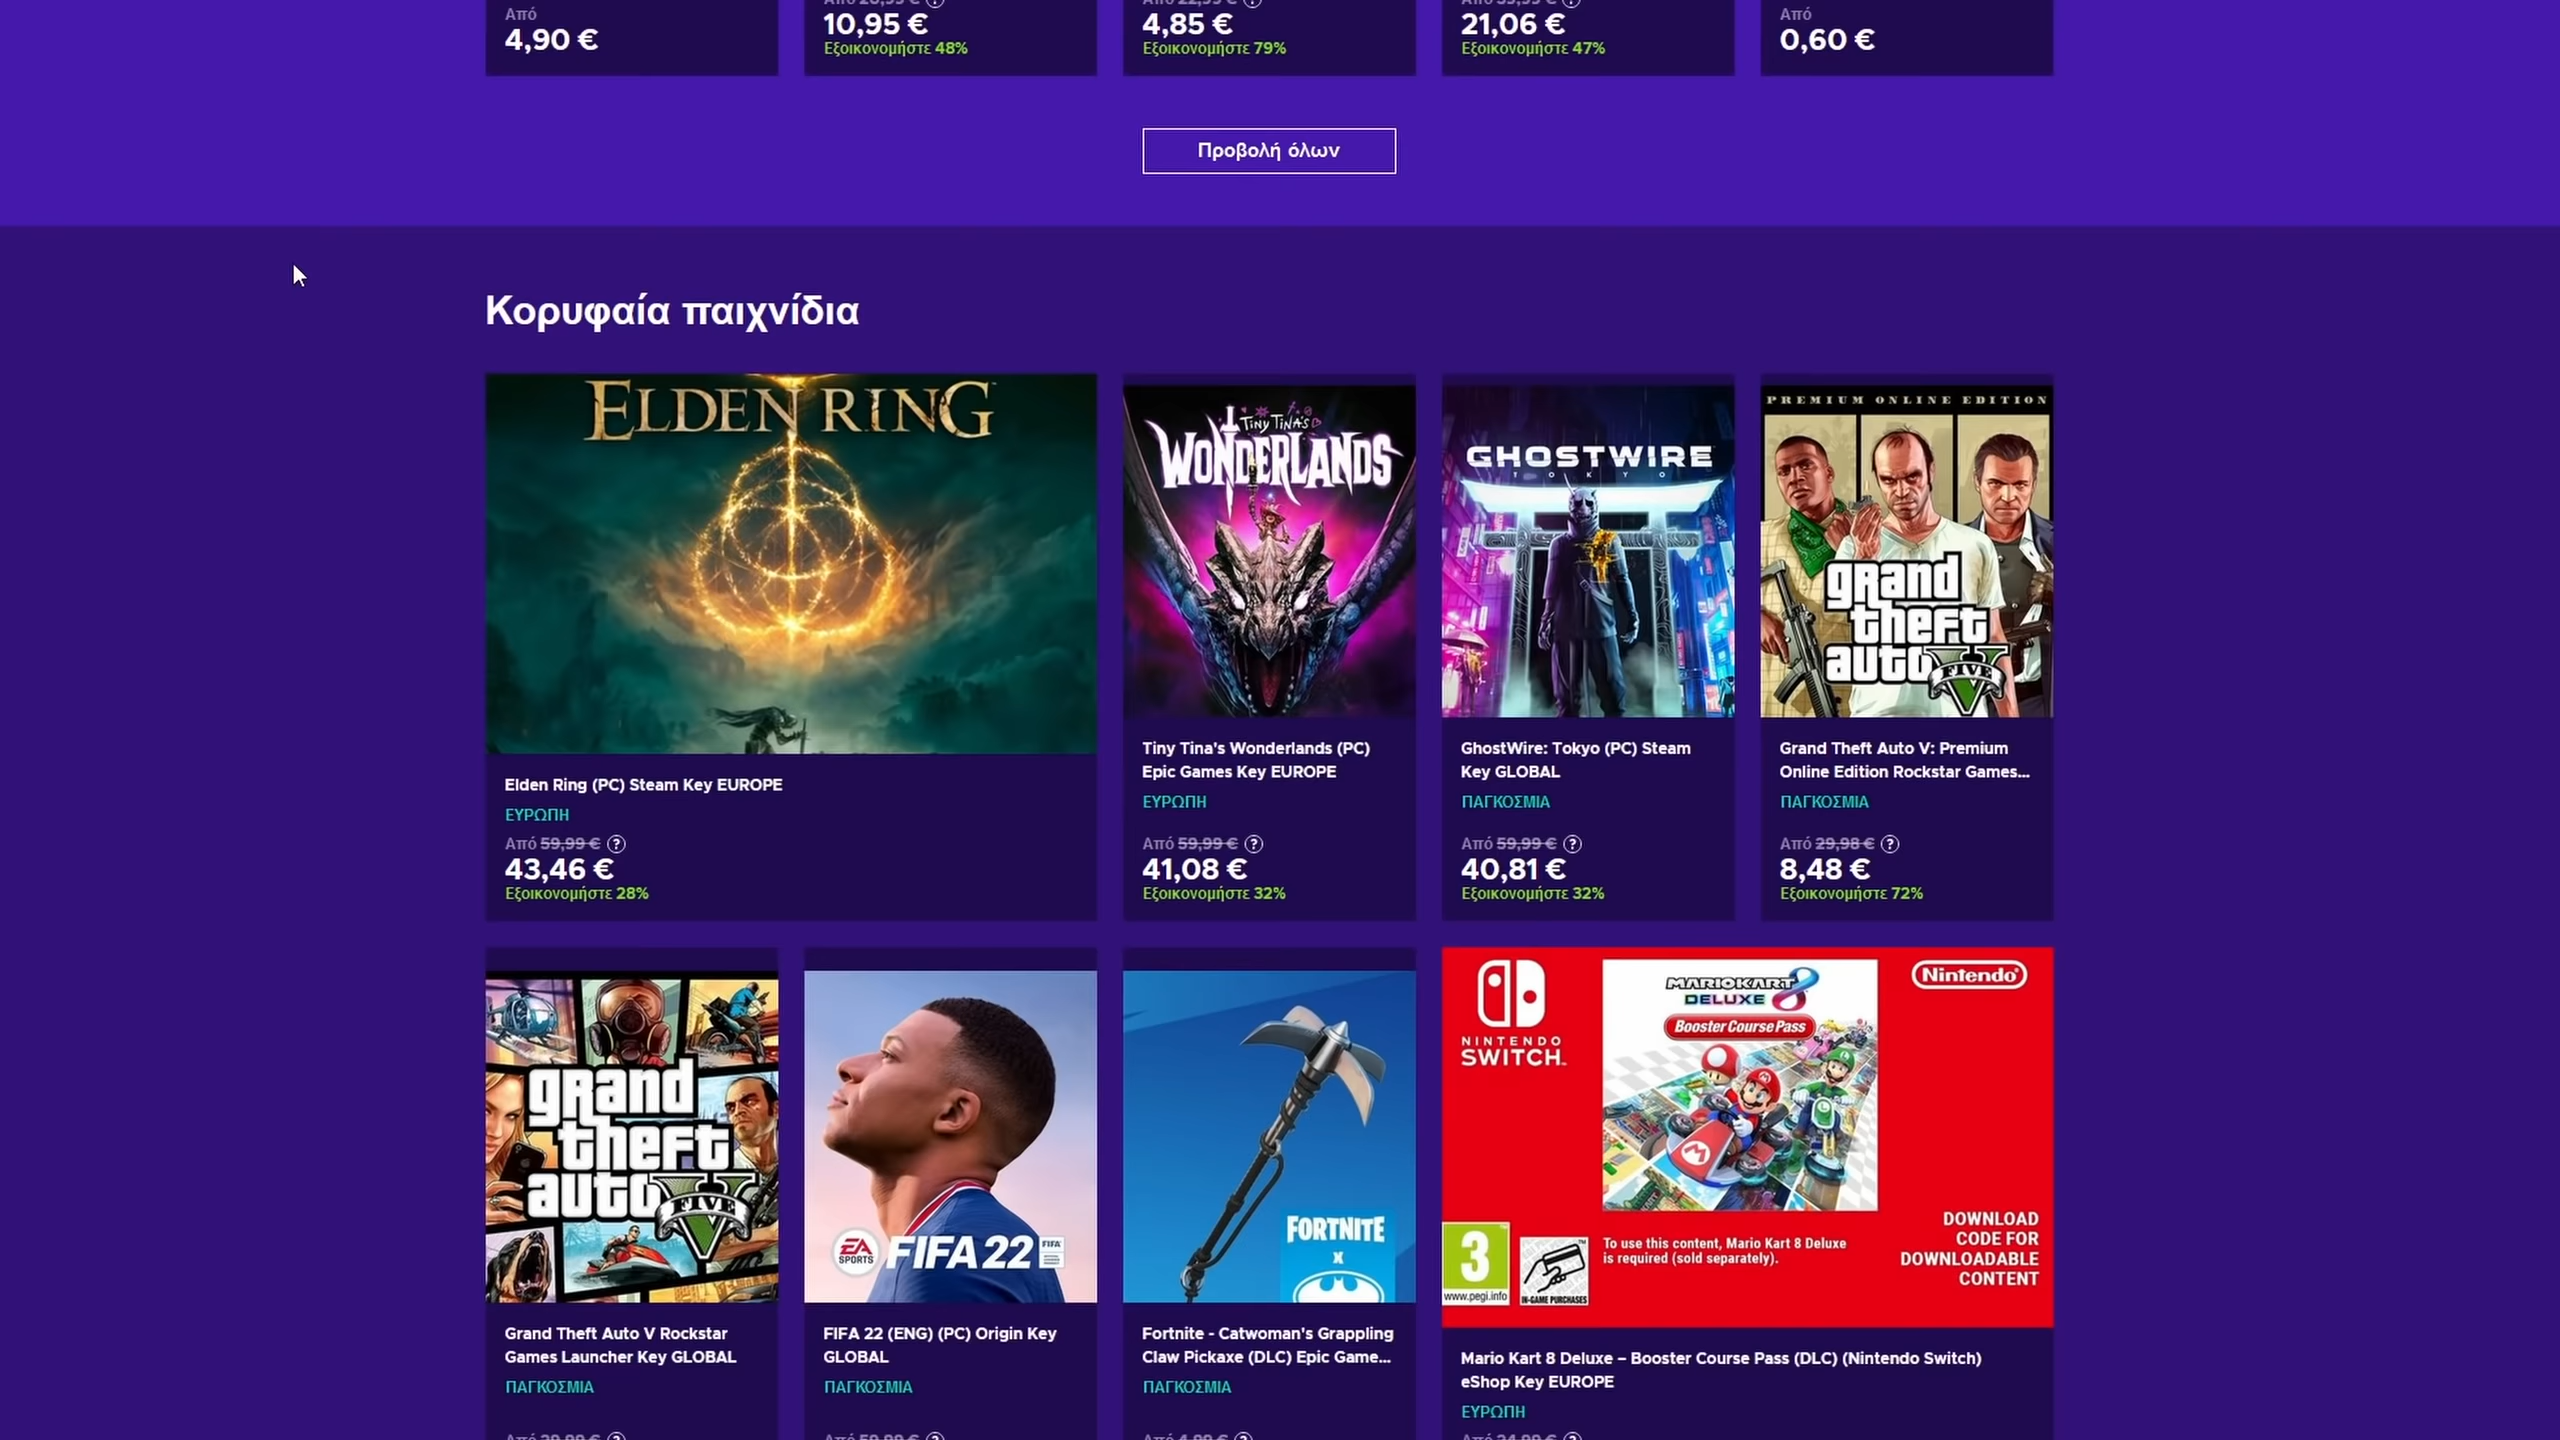 Από
4,90 €
10,95 €
Εξοικονομήστε 48%
4,85 €
Εξοικονομήστε 79%
21,06 €
Εξοικονομήστε 47%
Από
0,60 €
Προβολή όλων
Κορυφαία παιχνίδια
ELDEN RING
Elden Ring (PC) Steam Key EUROPE
ΕΥΡΩΠΗ
Από 59,99 € ?
43,46 €
Εξοικονομήστε 28%
TINY TINA'S
WONDERLANDS
Tiny Tina's Wonderlands (PC)
Epic Games Key EUROPE
ΕΥΡΩΠΗ
Από 59,99 € ?
41,08 €
Εξοικονομήστε 32%
GHOSTWIRE
TOKYO
GhostWire: Tokyo (PC) Steam
Key GLOBAL
ΠΑΓΚΟΣΜΙΑ
Από 59,99 € ?
40,81 €
Εξοικονομήστε 32%
PREMIUM ONLINE EDITION
grand
theft
auto V
FIVE
Grand Theft Auto V: Premium
Online Edition Rockstar Games...
ΠΑΓΚΟΣΜΙΑ
Από 29,98 € ?
8,48 €
Εξοικονομήστε 72%
grand
theft
auto V
FIVE
Grand Theft Auto V Rockstar
Games Launcher Key GLOBAL
ΠΑΓΚΟΣΜΙΑ
EA
SPORTS
FIFA 22
FIFA
FIFA 22 (ENG) (PC) Origin Key
GLOBAL
ΠΑΓΚΟΣΜΙΑ
FORTNITE
X
Fortnite - Catwoman's Grappling
Claw Pickaxe (DLC) Epic Game...
ΠΑΓΚΟΣΜΙΑ
NINTENDO
SWITCH™
MARIOKART 8
DELUXE
Booster Course Pass
Nintendo®
3
www.pegi.info
IN-GAME PURCHASES
To use this content, Mario Kart 8 Deluxe
is required (sold separately).
DOWNLOAD
CODE FOR
DOWNLOADABLE
CONTENT
Mario Kart 8 Deluxe – Booster Course Pass (DLC) (Nintendo Switch)
eShop Key EUROPE
ΕΥΡΩΠΗ